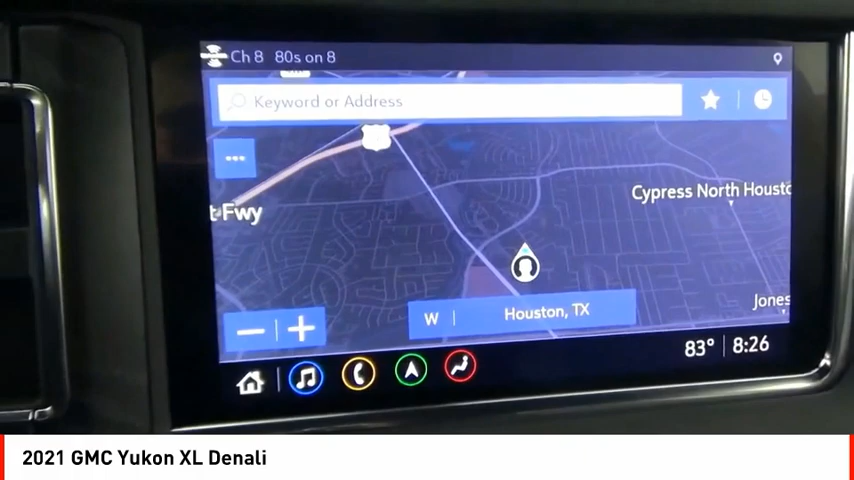 Ch 8 80s on 8
Keyword or Address
t Fwy
Cypress North Housto
W
Houston, TX
Jones
83° 8:26
2021 GMC Yukon XL Denali